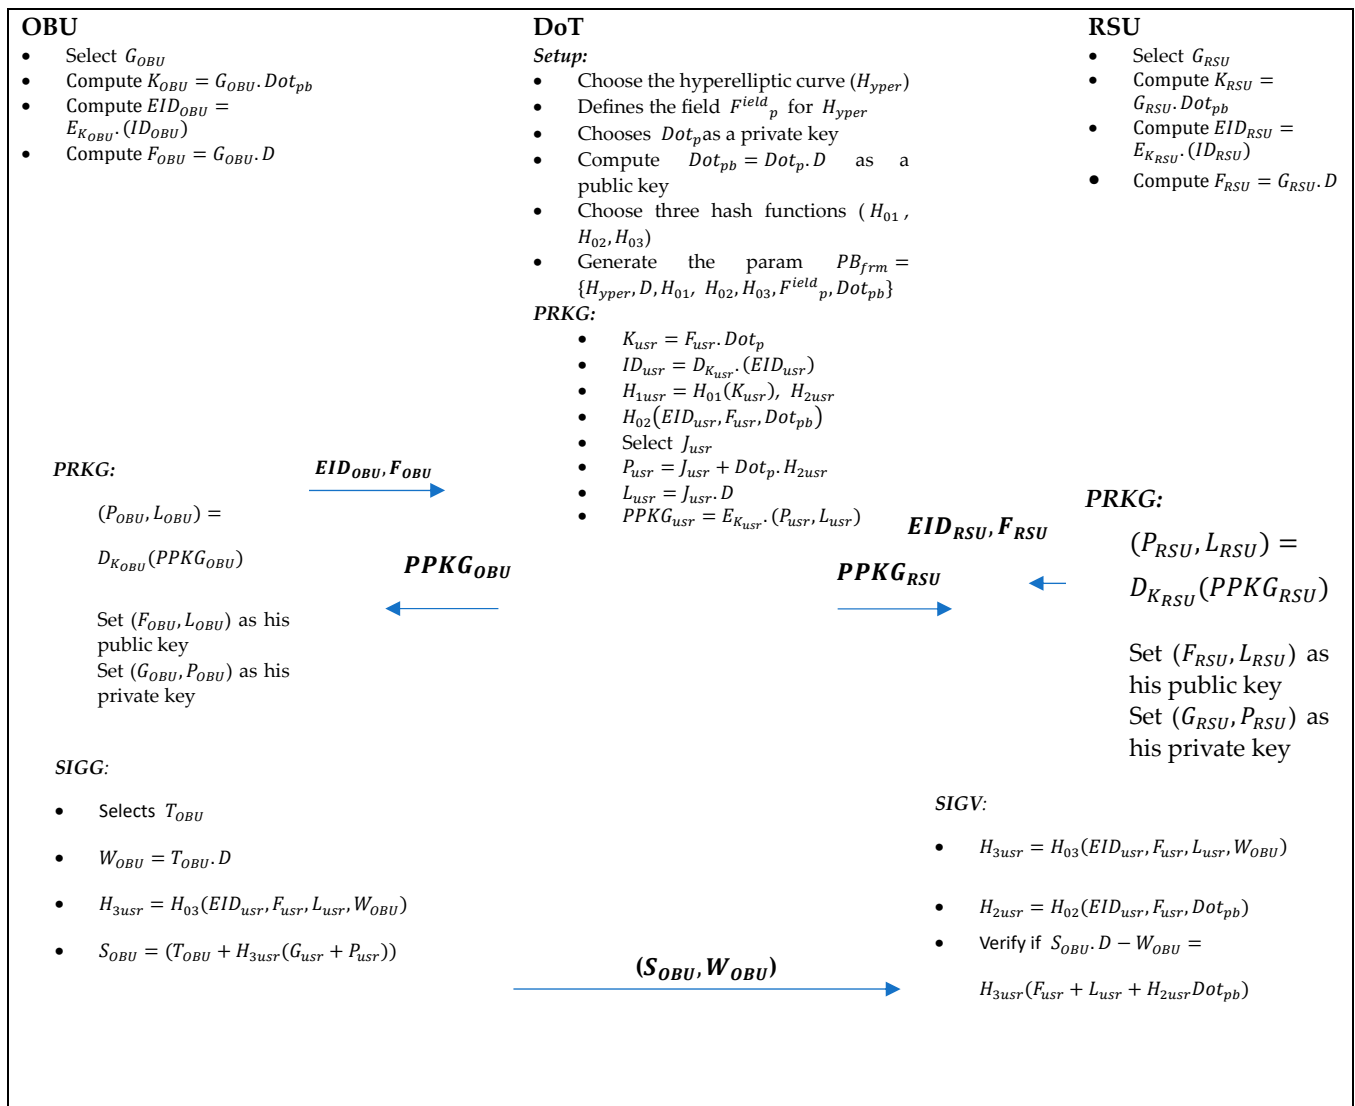 OBU
• Select G_OBU
• Compute K_OBU = G_OBU.Dot_pb
• Compute EID_OBU =
E_K_OBU.(ID_OBU)
• Compute F_OBU = G_OBU.D
DoT
Setup:
• Choose the hyperelliptic curve (H_yper)
• Defines the field F^ield_p for H_yper
• Chooses Dot_p as a private key
• Compute Dot_pb = Dot_p.D as a
public key
• Choose three hash functions (H_01,
H_02, H_03)
• Generate the param PB_frm =
{H_yper, D, H_01, H_02, H_03, F^ield_p, Dot_pb}
PRKG:
• K_usr = F_usr.Dot_p
• ID_usr = D_K_usr.(EID_usr)
• H_1usr = H_01(K_usr), H_2usr
• H_02(EID_usr, F_usr, Dot_pb)
• Select J_usr
• P_usr = J_usr + Dot_p.H_2usr
• L_usr = J_usr.D
• PPKG_usr = E_K_usr.(P_usr, L_usr)
RSU
• Select G_RSU
• Compute K_RSU =
G_RSU.Dot_pb
• Compute EID_RSU =
E_K_RSU.(ID_RSU)
• Compute F_RSU = G_RSU.D
PRKG:
(P_OBU, L_OBU) =
D_K_OBU(PPKG_OBU)
Set (F_OBU, L_OBU) as his
public key
Set (G_OBU, P_OBU) as his
private key
EID_OBU, F_OBU
PPKG_OBU
EID_RSU, F_RSU
PPKG_RSU
PRKG:
(P_RSU, L_RSU) =
D_K_RSU(PPKG_RSU)
Set (F_RSU, L_RSU) as
his public key
Set (G_RSU, P_RSU) as
his private key
SIGG:
• Selects T_OBU
• W_OBU = T_OBU.D
• H_3usr = H_03(EID_usr, F_usr, L_usr, W_OBU)
• S_OBU = (T_OBU + H_3usr(G_usr + P_usr))
(S_OBU, W_OBU)
SIGV:
• H_3usr = H_03(EID_usr, F_usr, L_usr, W_OBU)
• H_2usr = H_02(EID_usr, F_usr, Dot_pb)
• Verify if S_OBU.D − W_OBU =
H_3usr(F_usr + L_usr + H_2usr Dot_pb)